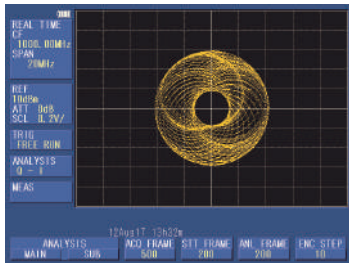 REAL TIME
CF
1000.00MHz
SPAN
20MHz
REF
10dBm
ATT 0dB
SCL 0.2V/
TRIG
FREE RUN
ANALYSIS
Q - I
MEAS
12Aug17 13h32m
ANALYSIS
MAIN SUB
ACQ FRAME
500
STT FRAME
200
ANL FRAME
200
ENC STEP
10